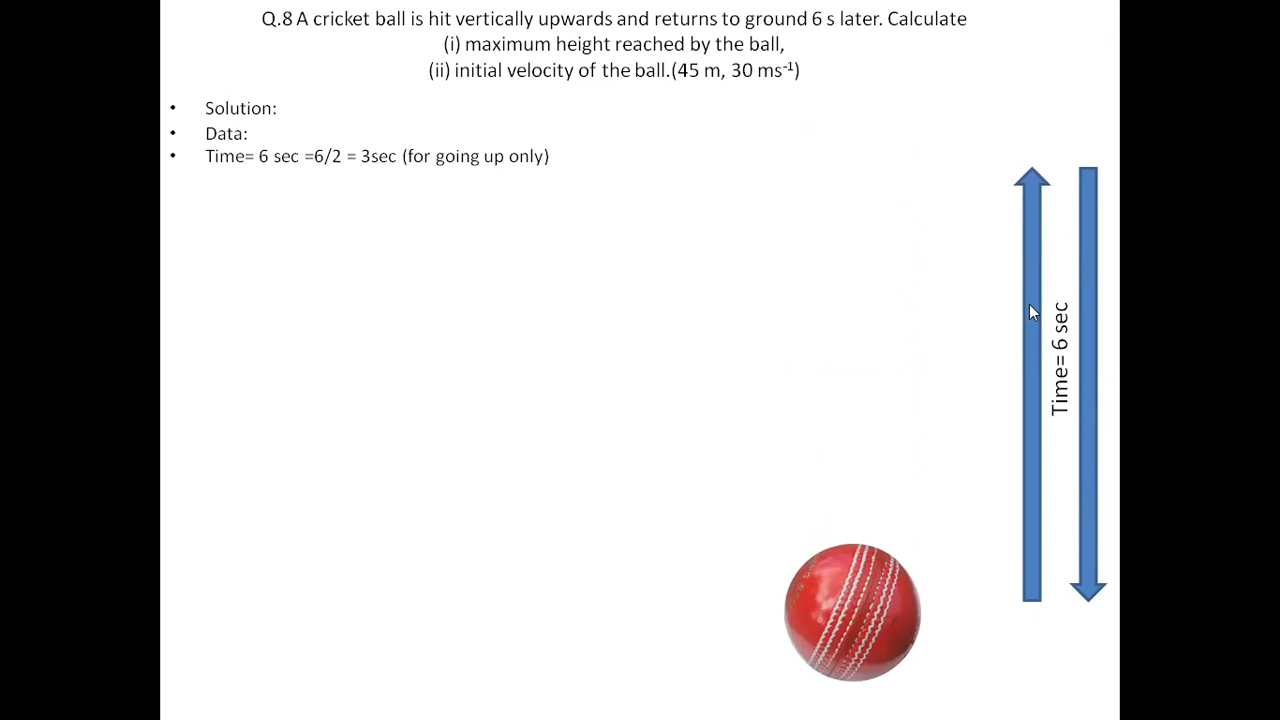 Q.8 A cricket ball is hit vertically upwards and returns to ground 6 s later. Calculate
(i) maximum height reached by the ball,
(ii) initial velocity of the ball.(45 m, 30 ms⁻¹)
• Solution:
• Data:
• Time= 6 sec =6/2 = 3sec (for going up only)
Time= 6 sec